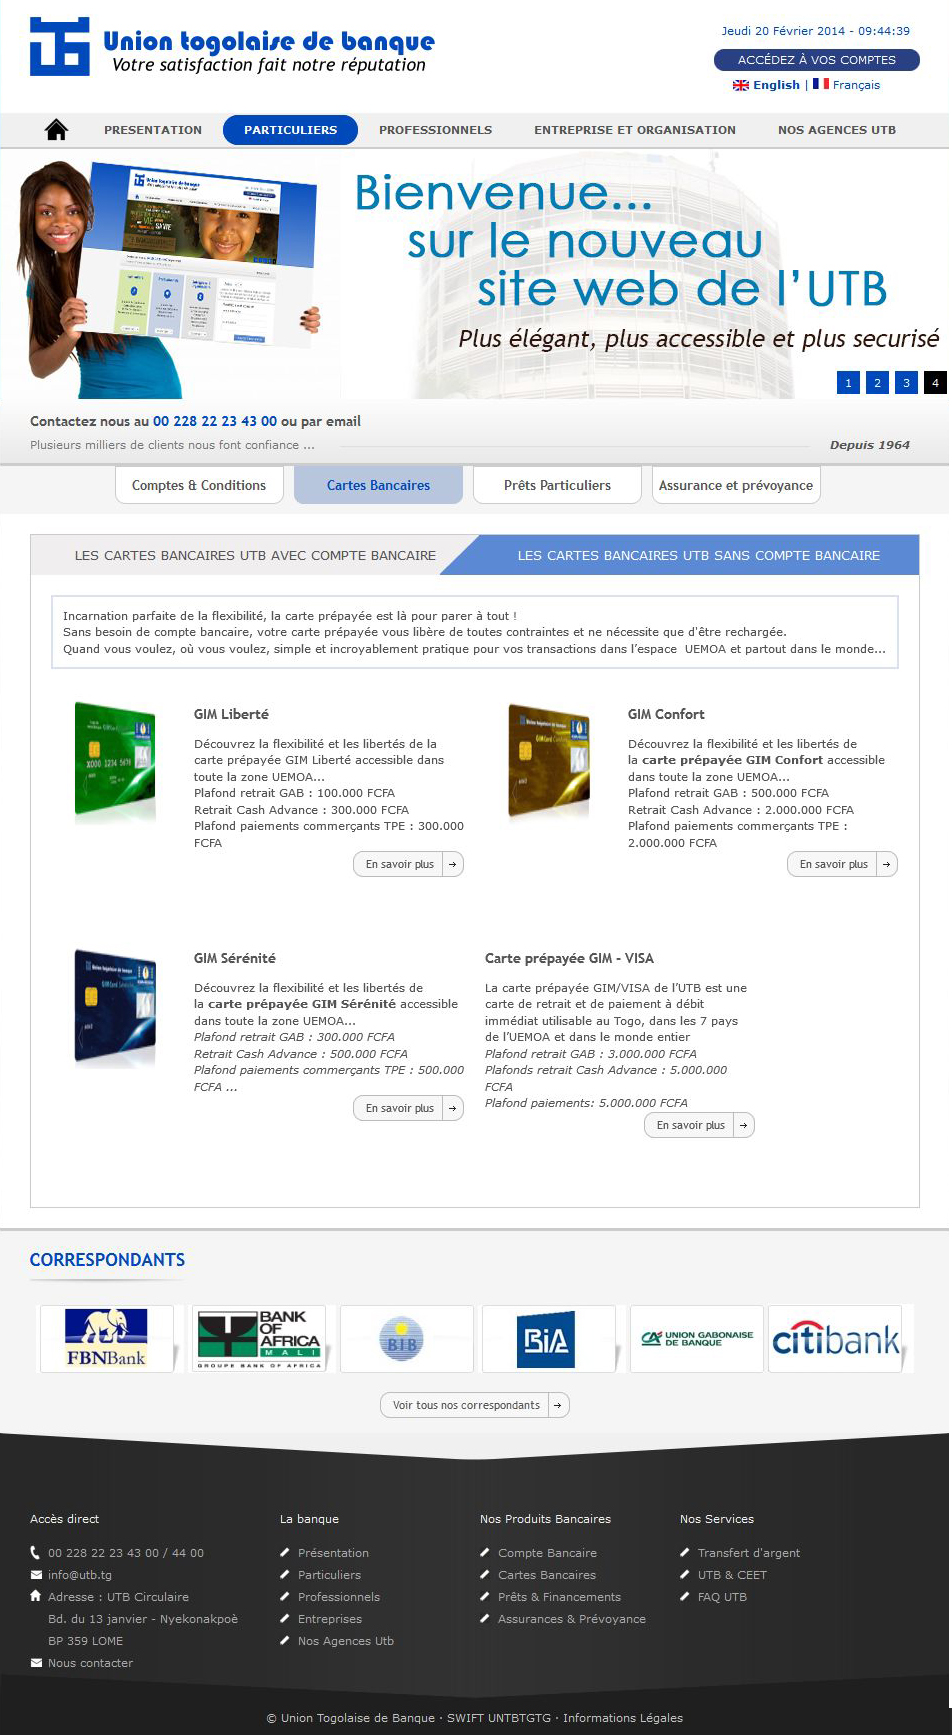 Union togolaise de banque
Votre satisfaction fait notre réputation
Jeudi 20 Février 2014 - 09:44:39
ACCÉDEZ À VOS COMPTES
English | Français
PRESENTATION
PARTICULIERS
PROFESSIONNELS
ENTREPRISE ET ORGANISATION
NOS AGENCES UTB
Union togolaise de banque
Bienvenue...
sur le nouveau
site web de l'UTB
Plus élégant, plus accessible et plus securisé
1 2 3 4
Contactez nous au 00 228 22 23 43 00 ou par email
Plusieurs milliers de clients nous font confiance ...
Depuis 1964
Comptes & Conditions
Cartes Bancaires
Prêts Particuliers
Assurance et prévoyance
LES CARTES BANCAIRES UTB AVEC COMPTE BANCAIRE
LES CARTES BANCAIRES UTB SANS COMPTE BANCAIRE
Incarnation parfaite de la flexibilité, la carte prépayée est là pour parer à tout !
Sans besoin de compte bancaire, votre carte prépayée vous libère de toutes contraintes et ne nécessite que d'être rechargée.
Quand vous voulez, où vous voulez, simple et incroyablement pratique pour vos transactions dans l’espace UEMOA et partout dans le monde...
GIM Liberté
Découvrez la flexibilité et les libertés de la
carte prépayée GIM Liberté accessible dans
toute la zone UEMOA...
Plafond retrait GAB : 100.000 FCFA
Retrait Cash Advance : 300.000 FCFA
Plafond paiements commerçants TPE : 300.000
FCFA
En savoir plus
GIM Confort
Découvrez la flexibilité et les libertés de
la carte prépayée GIM Confort accessible
dans toute la zone UEMOA...
Plafond retrait GAB : 500.000 FCFA
Retrait Cash Advance : 2.000.000 FCFA
Plafond paiements commerçants TPE :
2.000.000 FCFA
En savoir plus
GIM Sérénité
Découvrez la flexibilité et les libertés de
la carte prépayée GIM Sérénité accessible
dans toute la zone UEMOA...
Plafond retrait GAB : 300.000 FCFA
Retrait Cash Advance : 500.000 FCFA
Plafond paiements commerçants TPE : 500.000
FCFA ...
En savoir plus
Carte prépayée GIM - VISA
La carte prépayée GIM/VISA de l’UTB est une
carte de retrait et de paiement à débit
immédiat utilisable au Togo, dans les 7 pays
de l’UEMOA et dans le monde entier
Plafond retrait GAB : 3.000.000 FCFA
Plafonds retrait Cash Advance : 5.000.000
FCFA
Plafond paiements: 5.000.000 FCFA
En savoir plus
CORRESPONDANTS
FBNBank
BANK
OF
AFRICA
MALI
GROUPE BANK OF AFRICA
BIB
BIA
CA UNION GABONAISE
DE BANQUE
citibank
Voir tous nos correspondants
Accès direct
00 228 22 23 43 00 / 44 00
info@utb.tg
Adresse : UTB Circulaire
Bd. du 13 janvier - Nyekonakpoè
BP 359 LOME
Nous contacter
La banque
Présentation
Particuliers
Professionnels
Entreprises
Nos Agences Utb
Nos Produits Bancaires
Compte Bancaire
Cartes Bancaires
Prêts & Financements
Assurances & Prévoyance
Nos Services
Transfert d'argent
UTB & CEET
FAQ UTB
© Union Togolaise de Banque · SWIFT UNTBTGTG · Informations Légales